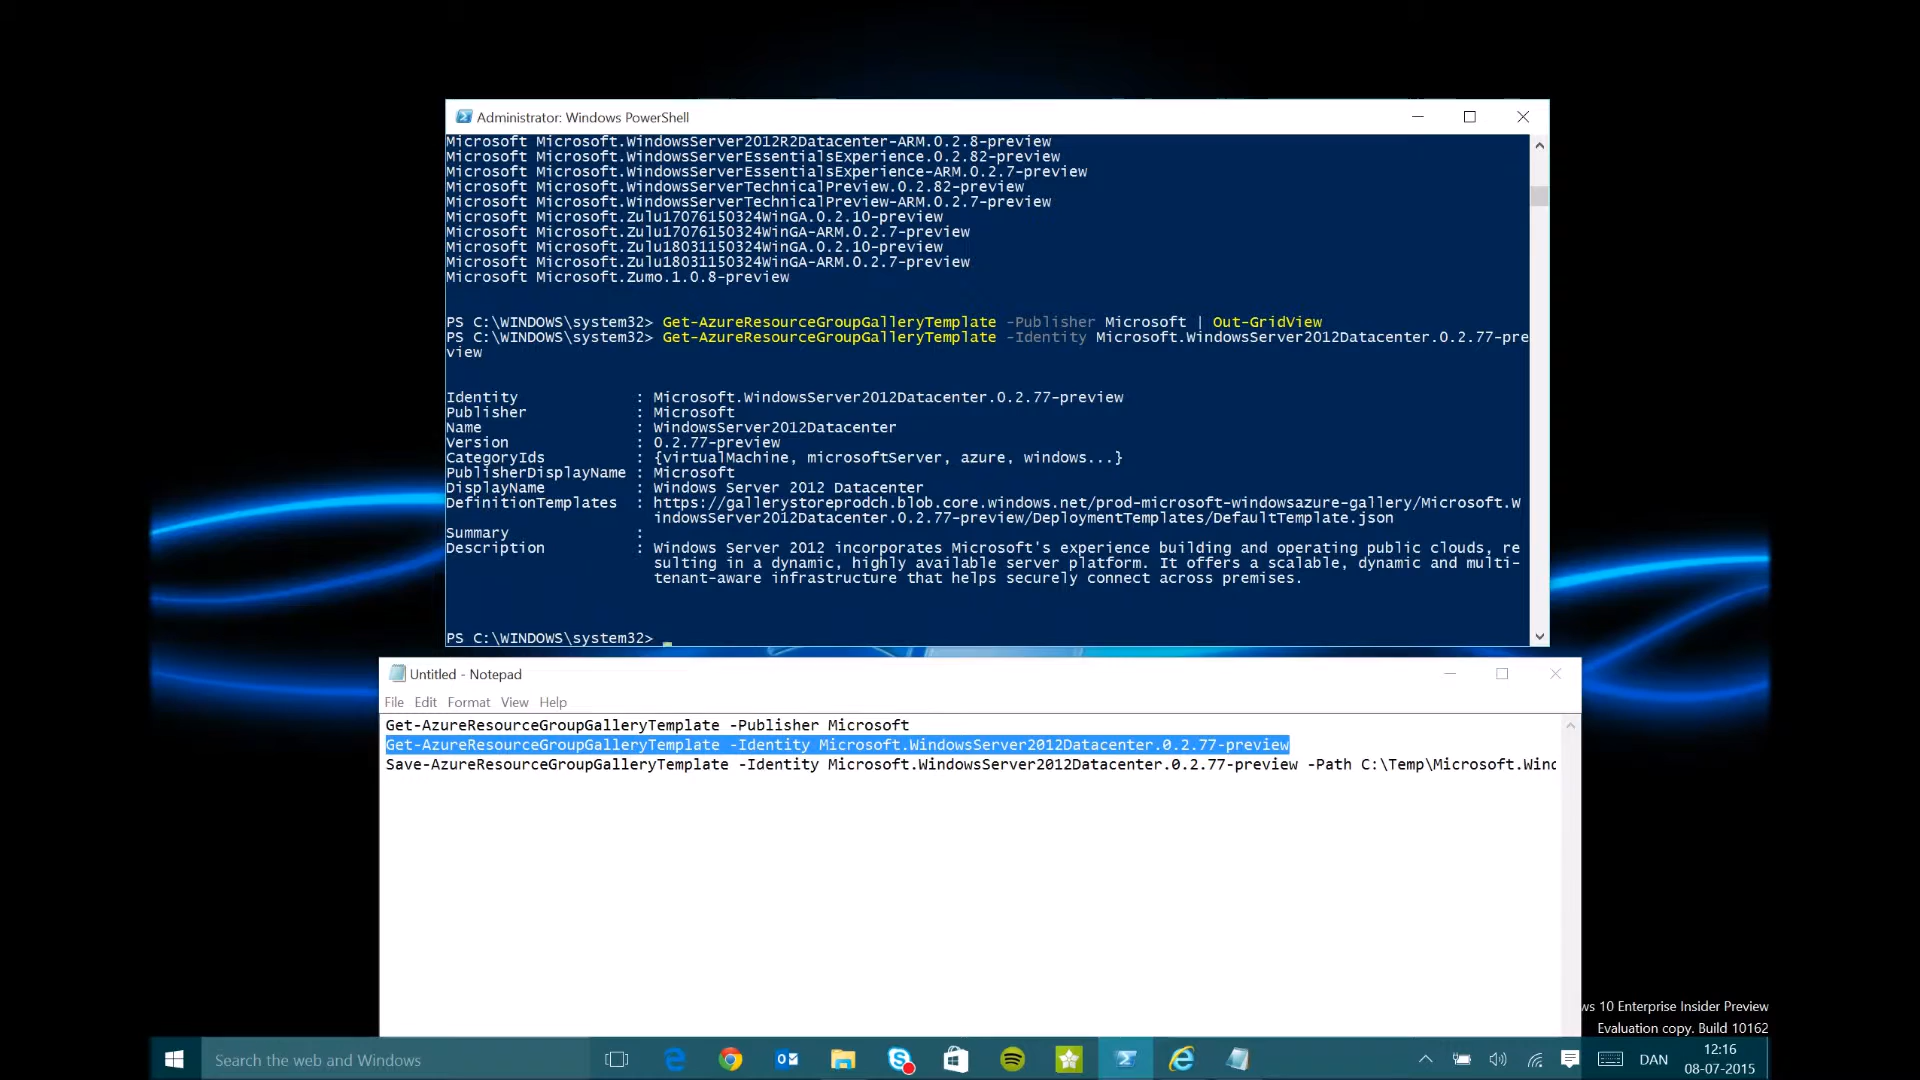 Administrator: Windows PowerShell
Microsoft Microsoft.WindowsServer2012R2Datacenter-ARM.0.2.8-preview
Microsoft Microsoft.WindowsServerEssentialsExperience.0.2.82-preview
Microsoft Microsoft.WindowsServerEssentialsExperience-ARM.0.2.7-preview
Microsoft Microsoft.WindowsServerTechnicalPreview.0.2.82-preview
Microsoft Microsoft.WindowsServerTechnicalPreview-ARM.0.2.7-preview
Microsoft Microsoft.Zulu17076150324WinGA.0.2.10-preview
Microsoft Microsoft.Zulu17076150324WinGA-ARM.0.2.7-preview
Microsoft Microsoft.Zulu18031150324WinGA.0.2.10-preview
Microsoft Microsoft.Zulu18031150324WinGA-ARM.0.2.7-preview
Microsoft Microsoft.Zumo.1.0.8-preview
PS C:\WINDOWS\system32> Get-AzureResourceGroupGalleryTemplate -Publisher Microsoft | Out-GridView
PS C:\WINDOWS\system32> Get-AzureResourceGroupGalleryTemplate -Identity Microsoft.WindowsServer2012Datacenter.0.2.77-pre
view
Identity : Microsoft.WindowsServer2012Datacenter.0.2.77-preview
Publisher : Microsoft
Name : WindowsServer2012Datacenter
Version : 0.2.77-preview
CategoryIds : {virtualMachine, microsoftServer, azure, windows...}
PublisherDisplayName : Microsoft
DisplayName : Windows Server 2012 Datacenter
DefinitionTemplates : https://gallerystoreprodch.blob.core.windows.net/prod-microsoft-windowsazure-gallery/Microsoft.W
indowsServer2012Datacenter.0.2.77-preview/DeploymentTemplates/DefaultTemplate.json
Summary :
Description : Windows Server 2012 incorporates Microsoft's experience building and operating public clouds, re
sulting in a dynamic, highly available server platform. It offers a scalable, dynamic and multi-
tenant-aware infrastructure that helps securely connect across premises.
PS C:\WINDOWS\system32>
Untitled - Notepad
File Edit Format View Help
Get-AzureResourceGroupGalleryTemplate -Publisher Microsoft
Get-AzureResourceGroupGalleryTemplate -Identity Microsoft.WindowsServer2012Datacenter.0.2.77-preview
Save-AzureResourceGroupGalleryTemplate -Identity Microsoft.WindowsServer2012Datacenter.0.2.77-preview -Path C:\Temp\Microsoft.Wind
ws 10 Enterprise Insider Preview
Evaluation copy. Build 10162
Search the web and Windows
DAN
12:16
08-07-2015